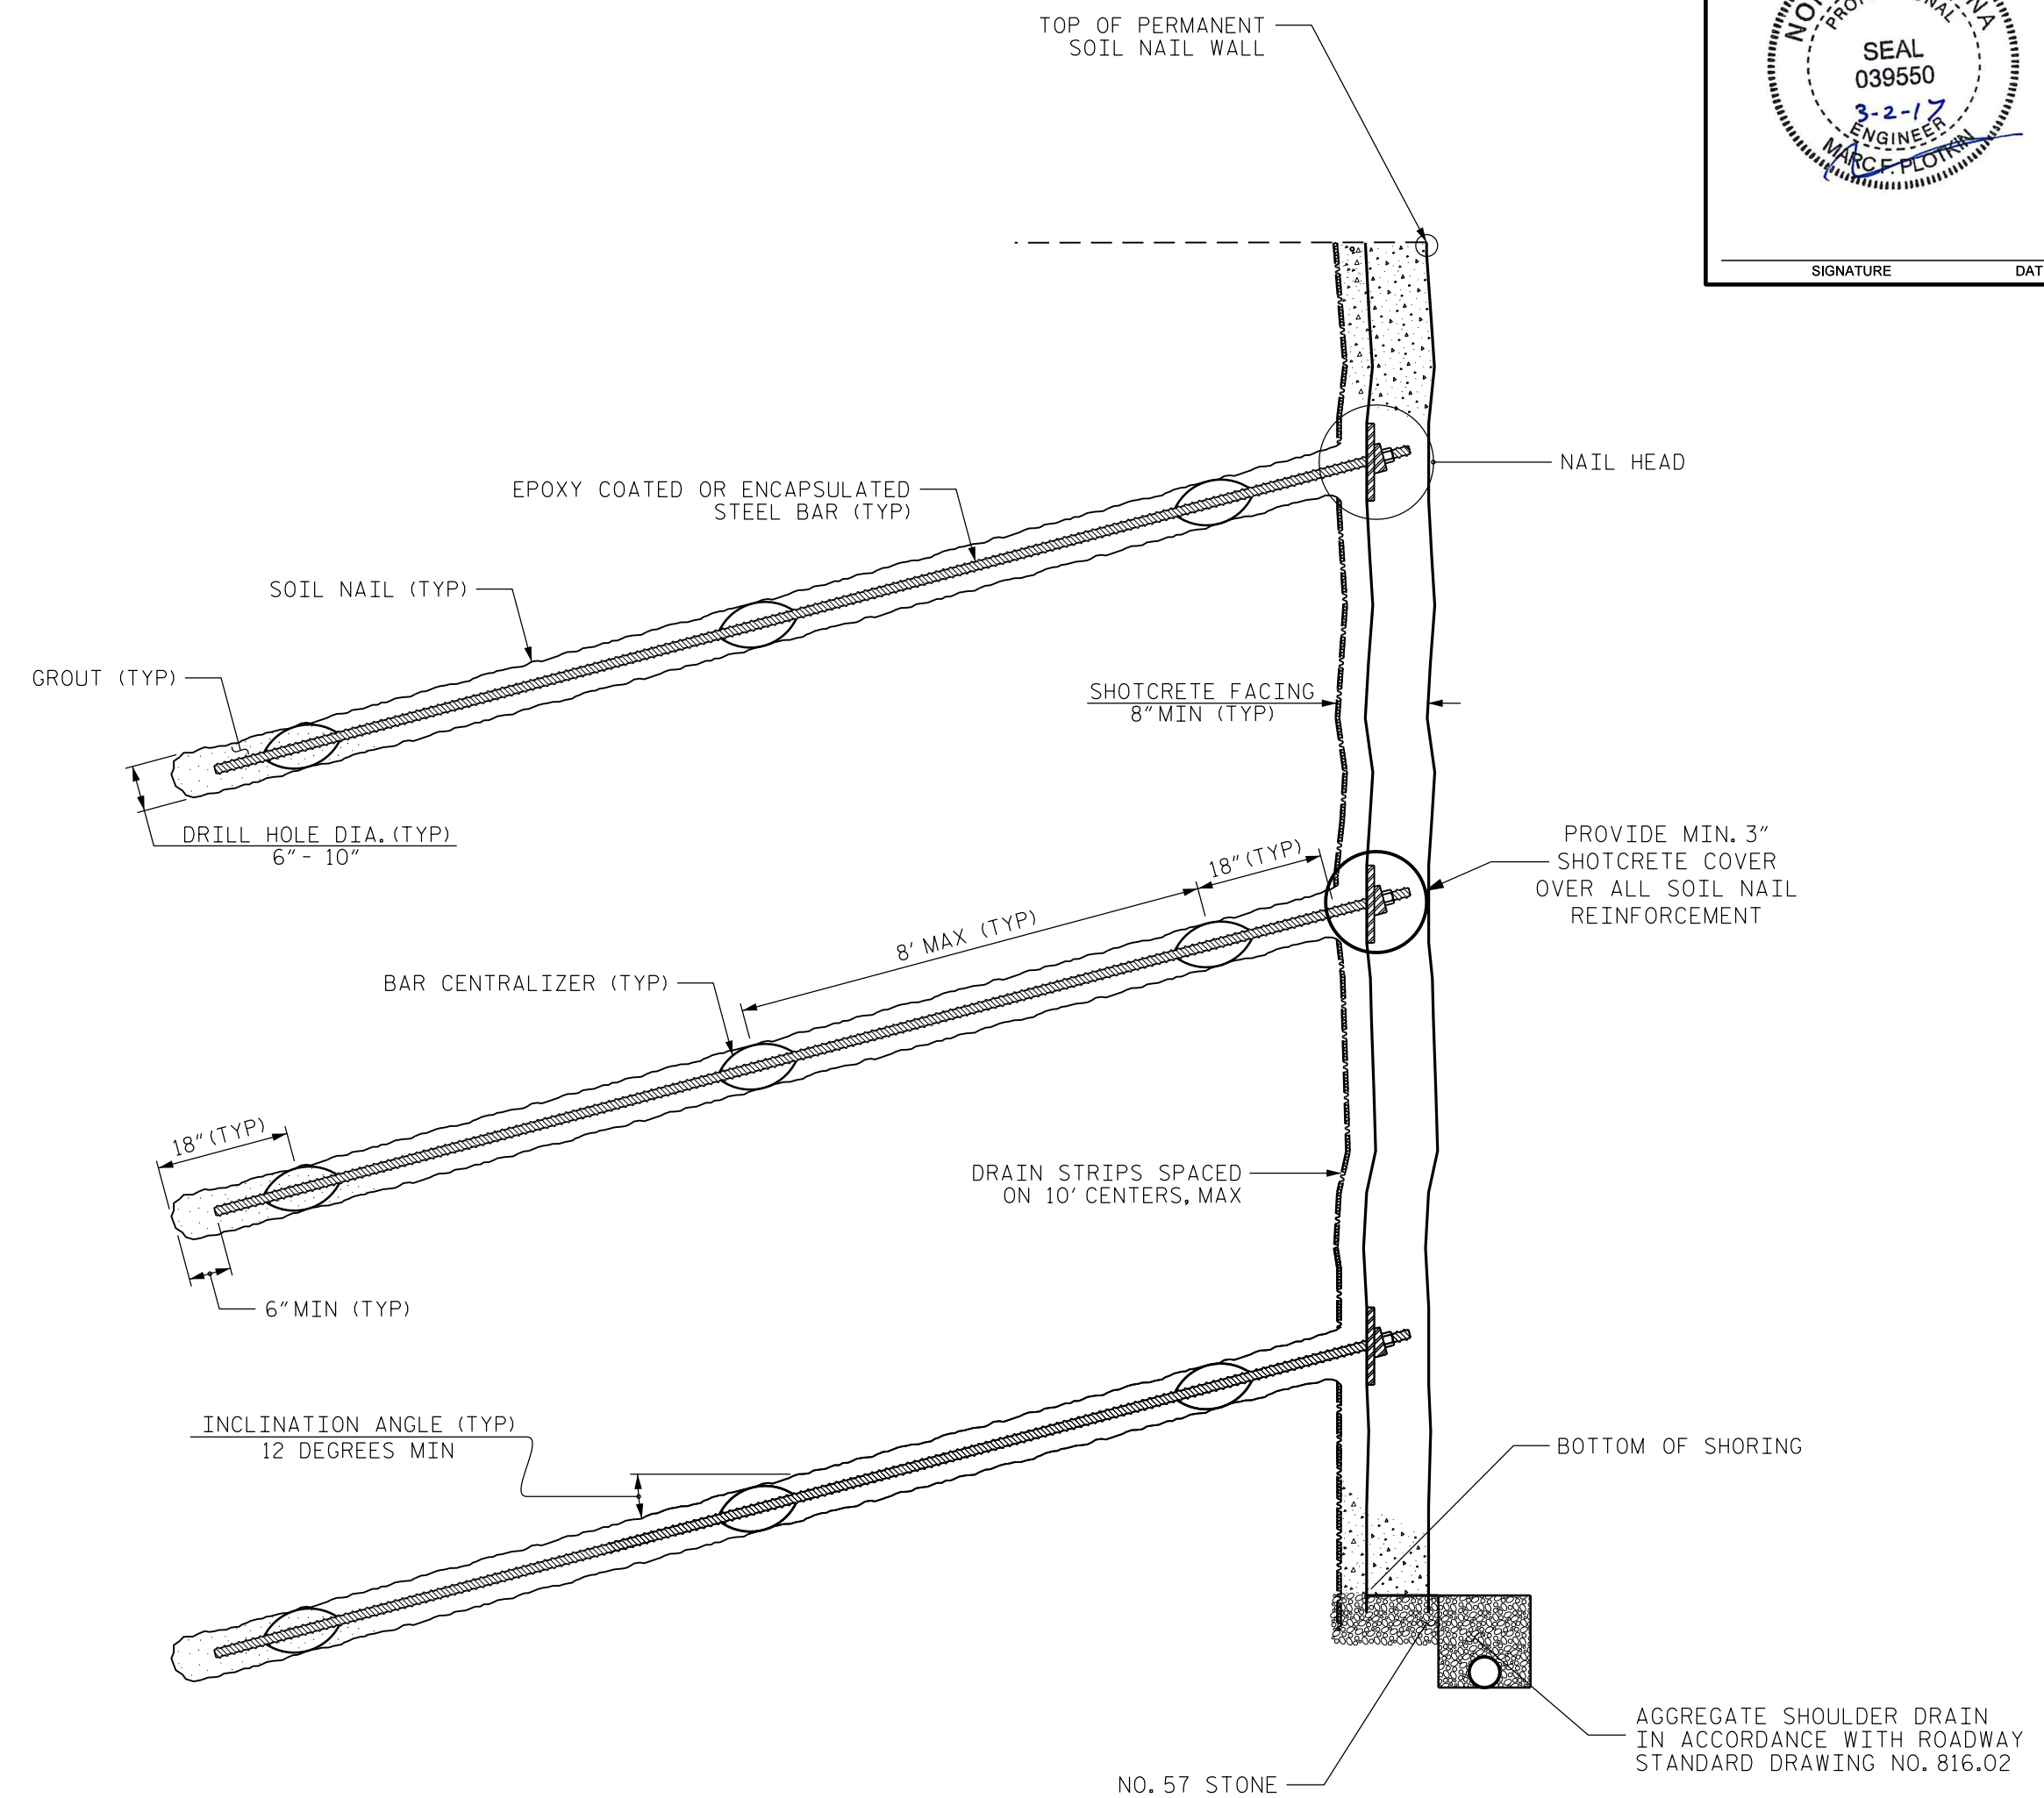 TOP OF PERMANENT
SOIL NAIL WALL
SEAL
039550
3-2-17
ENGINEER
MARC F. PLOTKIN
SIGNATURE
NAIL HEAD
EPOXY COATED OR ENCAPSULATED
STEEL BAR (TYP)
SOIL NAIL (TYP)
GROUT (TYP)
SHOTCRETE FACING
8" MIN (TYP)
DRILL HOLE DIA. (TYP)
6" - 10"
PROVIDE MIN. 3"
SHOTCRETE COVER
OVER ALL SOIL NAIL
REINFORCEMENT
18" (TYP)
8' MAX (TYP)
BAR CENTRALIZER (TYP)
18" (TYP)
DRAIN STRIPS SPACED
ON 10' CENTERS, MAX
6" MIN (TYP)
INCLINATION ANGLE (TYP)
12 DEGREES MIN
BOTTOM OF SHORING
AGGREGATE SHOULDER DRAIN
IN ACCORDANCE WITH ROADWAY
STANDARD DRAWING NO. 816.02
NO. 57 STONE